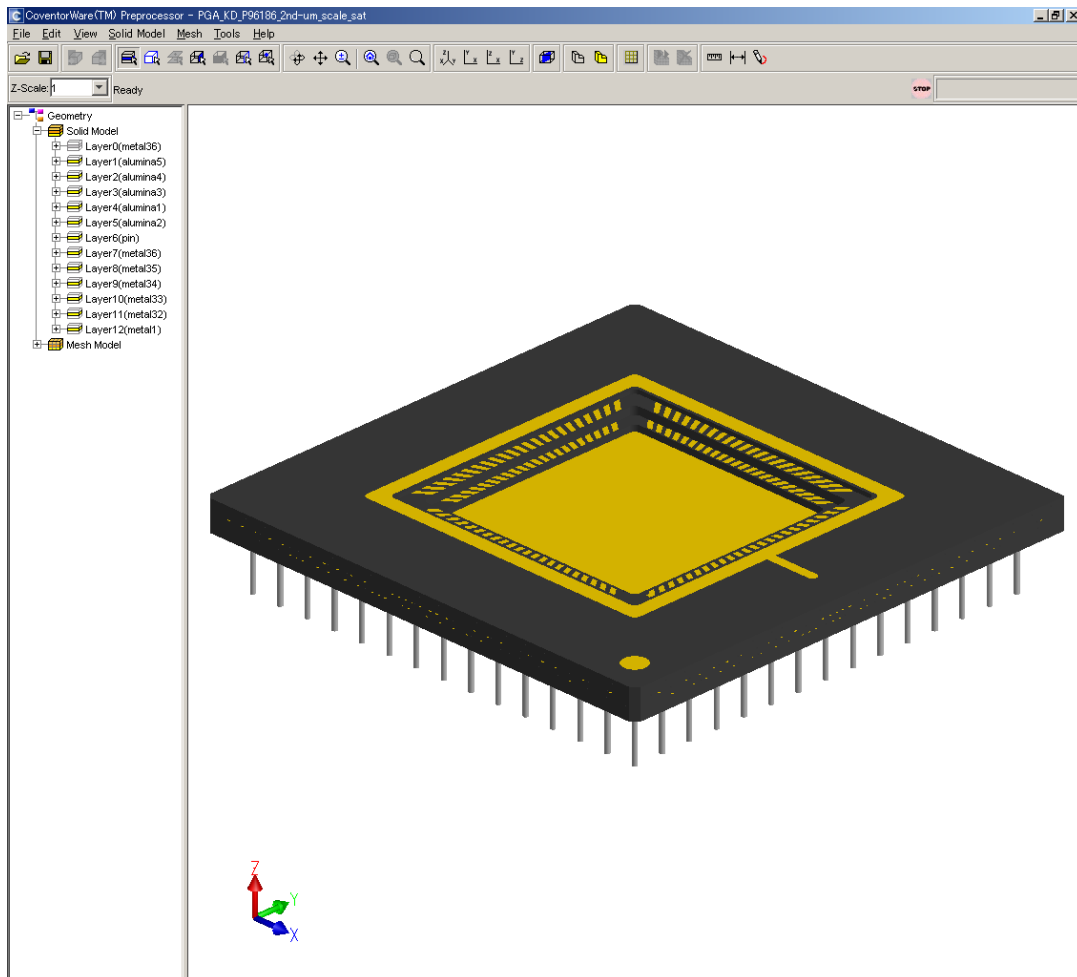 CoventorWare(TM) Preprocessor - PGA_KD_P96186_2nd-um_scale_sat
File Edit View Solid Model Mesh Tools Help
Z-Scale: 1 Ready STOP
Geometry
Solid Model
Layer0(metal36)
Layer1(alumina5)
Layer2(alumina4)
Layer3(alumina3)
Layer4(alumina1)
Layer5(alumina2)
Layer6(pin)
Layer7(metal36)
Layer8(metal35)
Layer9(metal34)
Layer10(metal33)
Layer11(metal32)
Layer12(metal1)
Mesh Model
Z
Y
X